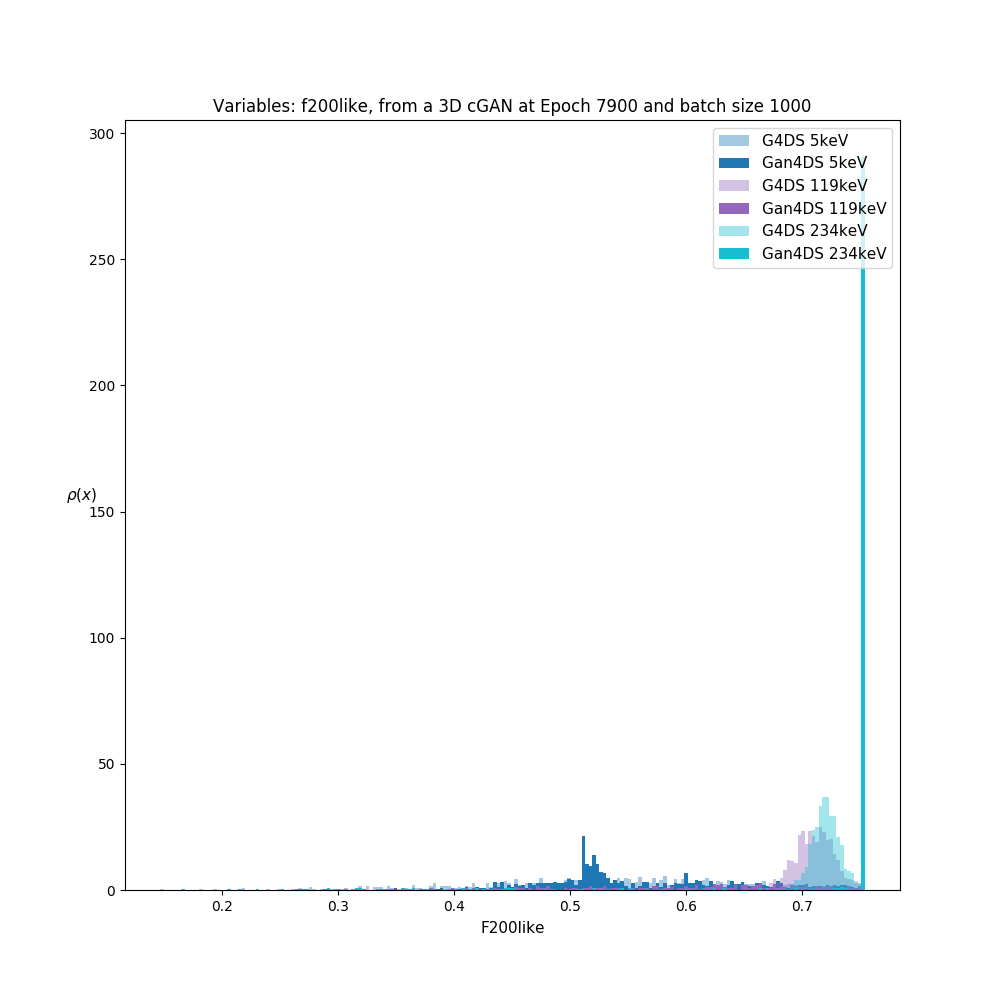 Variables: f200like, from a 3D cGAN at Epoch 7900 and batch size 1000
300
250
200
150
100
50
0
ρ(x)
G4DS 5keV
Gan4DS 5keV
G4DS 119keV
Gan4DS 119keV
G4DS 234keV
Gan4DS 234keV
0.2 0.3 0.4 0.5 0.6 0.7
F200like